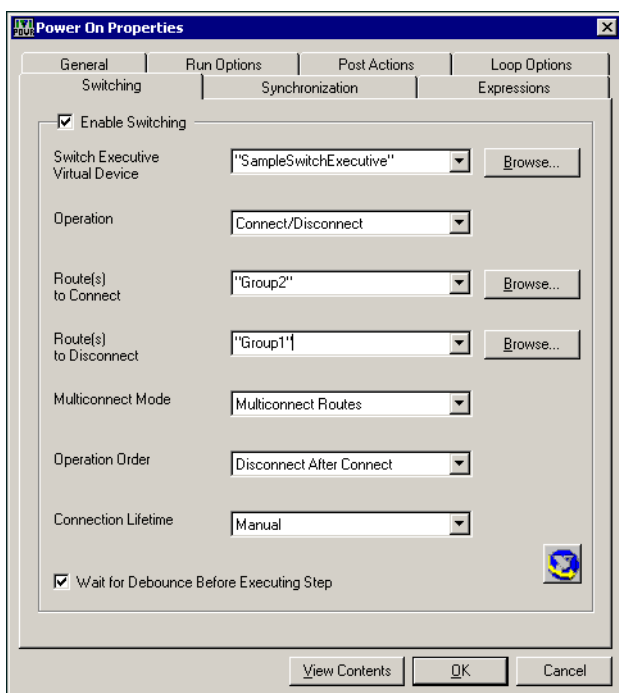 Power On Properties
General
Run Options
Post Actions
Loop Options
Switching
Synchronization
Expressions
Enable Switching
Switch Executive
Virtual Device
"SampleSwitchExecutive"
Browse...
Operation
Connect/Disconnect
Route(s)
to Connect
"Group2"
Browse...
Route(s)
to Disconnect
"Group1"
Browse...
Multiconnect Mode
Multiconnect Routes
Operation Order
Disconnect After Connect
Connection Lifetime
Manual
Wait for Debounce Before Executing Step
View Contents
OK
Cancel